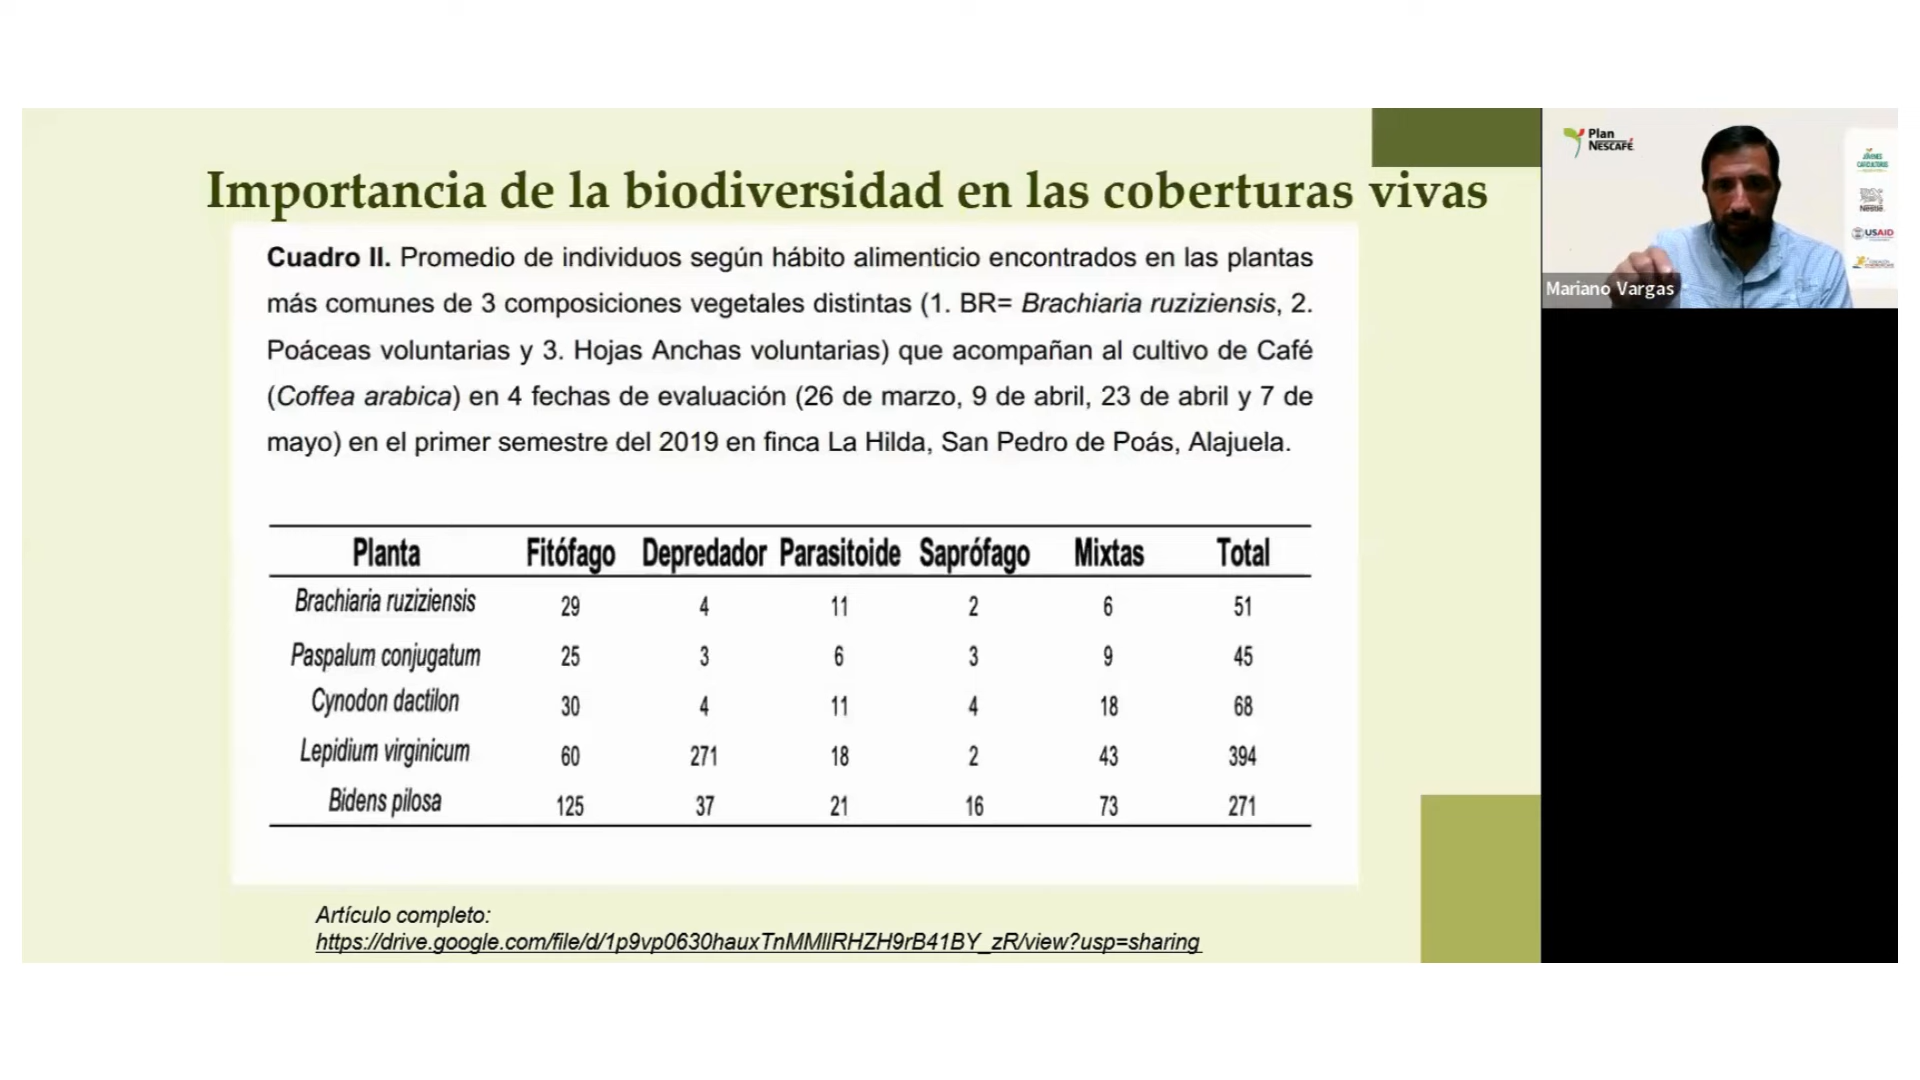 Importancia de la biodiversidad en las coberturas vivas
Cuadro II. Promedio de individuos según hábito alimenticio encontrados en las plantas
más comunes de 3 composiciones vegetales distintas (1. BR= Brachiaria ruziziensis, 2.
Poáceas voluntarias y 3. Hojas Anchas voluntarias) que acompañan al cultivo de Café
(Coffea arabica) en 4 fechas de evaluación (26 de marzo, 9 de abril, 23 de abril y 7 de
mayo) en el primer semestre del 2019 en finca La Hilda, San Pedro de Poás, Alajuela.
Planta Fitófago Depredador Parasitoide Saprófago Mixtas Total
Brachiaria ruziziensis 29 4 11 2 6 51
Paspalum conjugatum 25 3 6 3 9 45
Cynodon dactilon 30 4 11 4 18 68
Lepidium virginicum 60 271 18 2 43 394
Bidens pilosa 125 37 21 16 73 271
Artículo completo:
https://drive.google.com/file/d/1p9vp0630hauxTnMMllRHZH9rB41BY_zR/view?usp=sharing
Plan
NESCAFÉ
Nestlé
USAID
Mariano Vargas